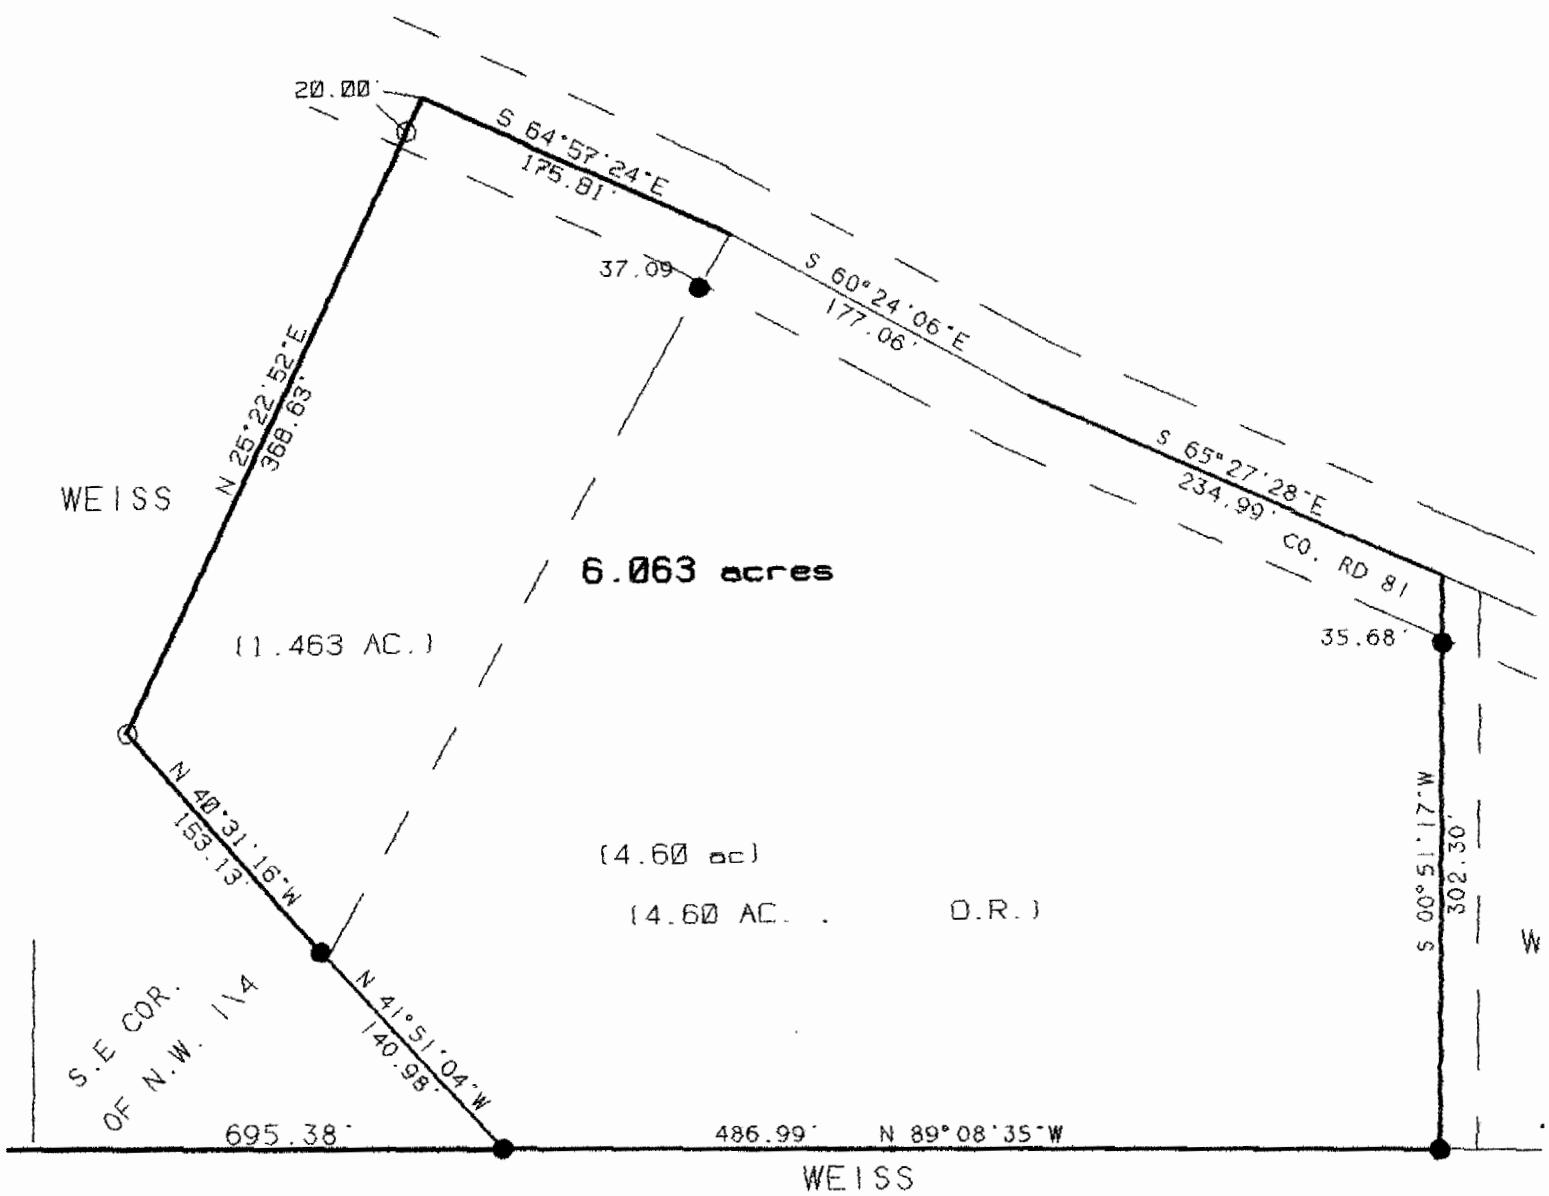 20.00'
S 64°57'24"E
175.81'
37.09
S 60°24'06"E
177.06'
N 25°22'52"E
368.63'
S 65°27'28"E
234.99'
CO. RD 81
WEISS
6.063 acres
35.68'
(1.463 AC.)
N 40°31'16"W
153.13'
(4.60 ac)
(4.60 AC. . O.R.)
S 00°51'17"W
302.30'
W
S.E COR.
OF N.W. 1\4
N 41°51'04"W
140.98'
695.38'
486.99' N 89°08'35"W
WEISS